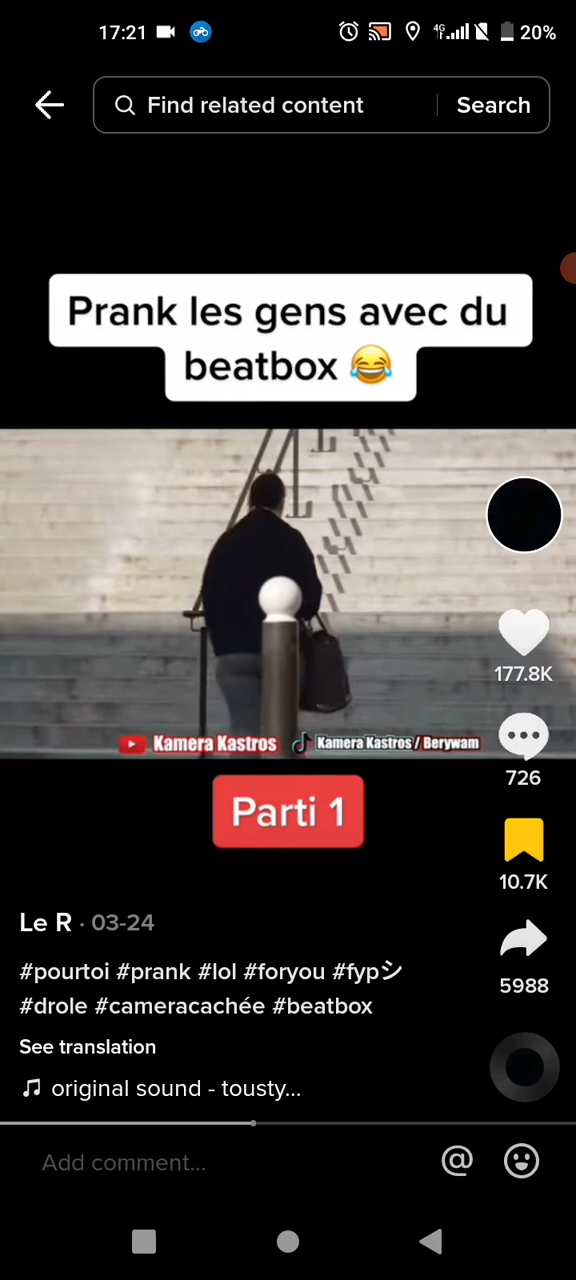 17:21
4G
20%
Find related content
Search
Prank les gens avec du
beatbox 😂
177.8K
Kamera Kastros
Kamera Kastros / Berywam
726
Parti 1
10.7K
Le R · 03-24
#pourtoi #prank #lol #foryou #fypシ
#drole #cameracachée #beatbox
5988
See translation
original sound - tousty...
Add comment...
@